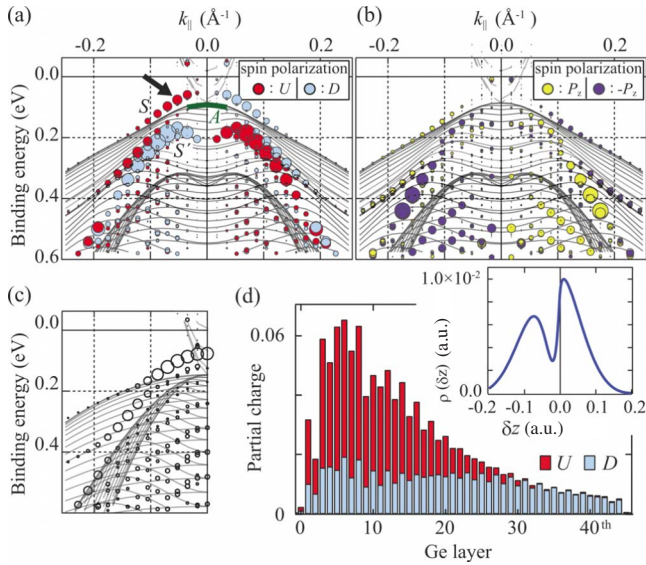 (a)
k∥ (Å⁻¹)
-0.2 0.0 0.2
spin polarization
: U : D
S
A
S´
Binding energy (eV)
0.0
0.2
0.4
0.6
(b)
k∥ (Å⁻¹)
-0.2 0.0 0.2
spin polarization
: Pz : -Pz
(c)
Binding energy (eV)
0.0
0.2
0.4
(d)
Partial charge
0.06
0
0 10 20 30 40th
Ge layer
U D
1.0×10⁻²
ρ (δz) (a.u.)
0.0
-0.2 -0.1 0.0 0.1 0.2
δz (a.u.)